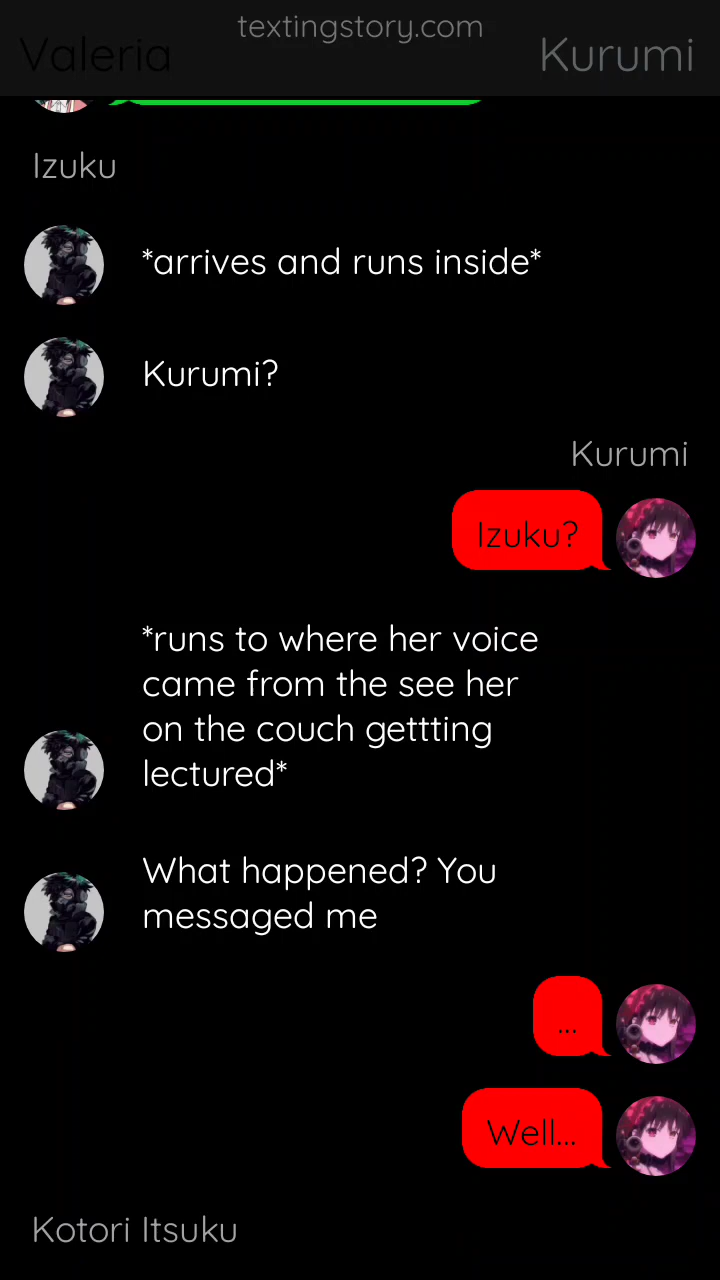 textingstory.com
Valeria
Kurumi
Izuku
*arrives and runs inside*
Kurumi?
Kurumi
Izuku?
*runs to where her voice
came from the see her
on the couch gettting
lectured*
What happened? You
messaged me
...
Well...
Kotori Itsuku